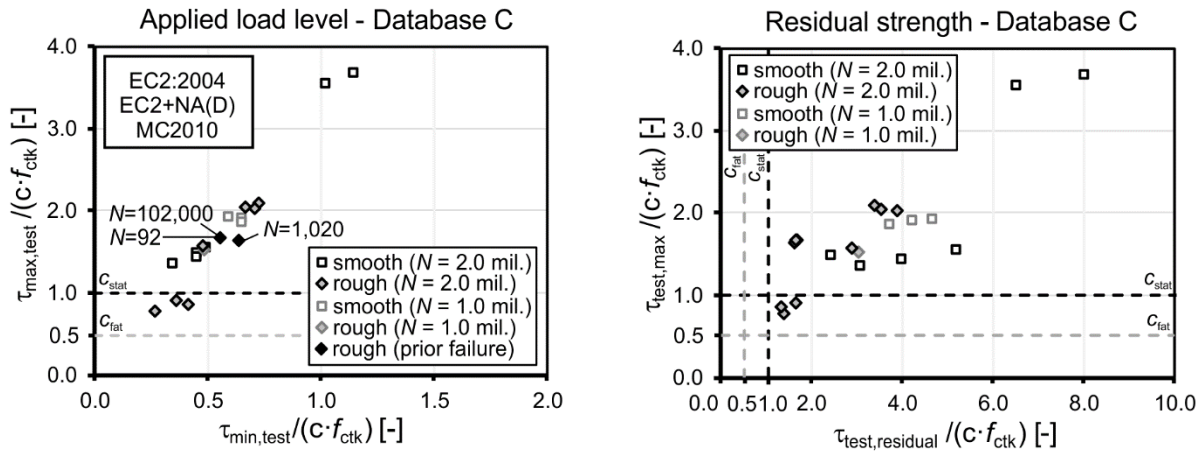 Applied load level - Database C
τmax,test /(c·fctk) [-]
4.0
3.0
2.0
1.0
0.5
0.0
EC2:2004
EC2+NA(D)
MC2010
N=102,000
N=92
N=1,020
cstat
cfat
smooth (N = 2.0 mil.)
rough (N = 2.0 mil.)
smooth (N = 1.0 mil.)
rough (N = 1.0 mil.)
rough (prior failure)
0.0 0.5 1.0 1.5 2.0
τmin,test/(c·fctk) [-]
Residual strength - Database C
τtest,max /(c·fctk) [-]
4.0
3.0
2.0
1.0
0.5
0.0
smooth (N = 2.0 mil.)
rough (N = 2.0 mil.)
smooth (N = 1.0 mil.)
rough (N = 1.0 mil.)
cfat
cstat
cstat
cfat
0.0 0.51.0 2.0 4.0 6.0 8.0 10.0
τtest,residual /(c·fctk) [-]